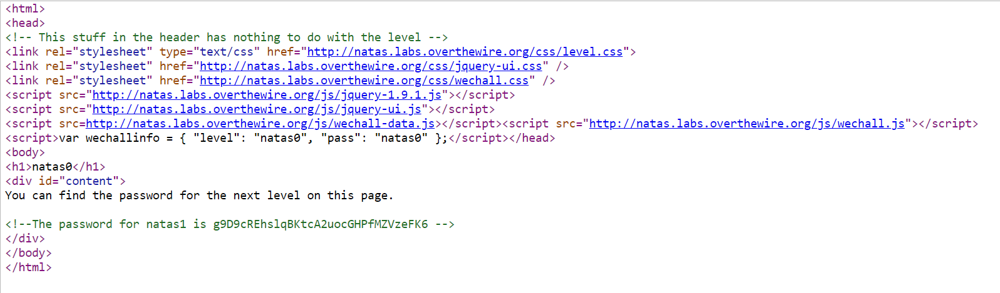 <html>
<head>
<!-- This stuff in the header has nothing to do with the level -->
<link rel="stylesheet" type="text/css" href="http://natas.labs.overthewire.org/css/level.css">
<link rel="stylesheet" href="http://natas.labs.overthewire.org/css/jquery-ui.css" />
<link rel="stylesheet" href="http://natas.labs.overthewire.org/css/wechall.css" />
<script src="http://natas.labs.overthewire.org/js/jquery-1.9.1.js"></script>
<script src="http://natas.labs.overthewire.org/js/jquery-ui.js"></script>
<script src=http://natas.labs.overthewire.org/js/wechall-data.js></script><script src="http://natas.labs.overthewire.org/js/wechall.js"></script>
<script>var wechallinfo = { "level": "natas0", "pass": "natas0" };</script></head>
<body>
<h1>natas0</h1>
<div id="content">
You can find the password for the next level on this page.
<!--The password for natas1 is g9D9cREhslqBKtcA2uocGHPfMZVzeFK6 -->
</div>
</body>
</html>